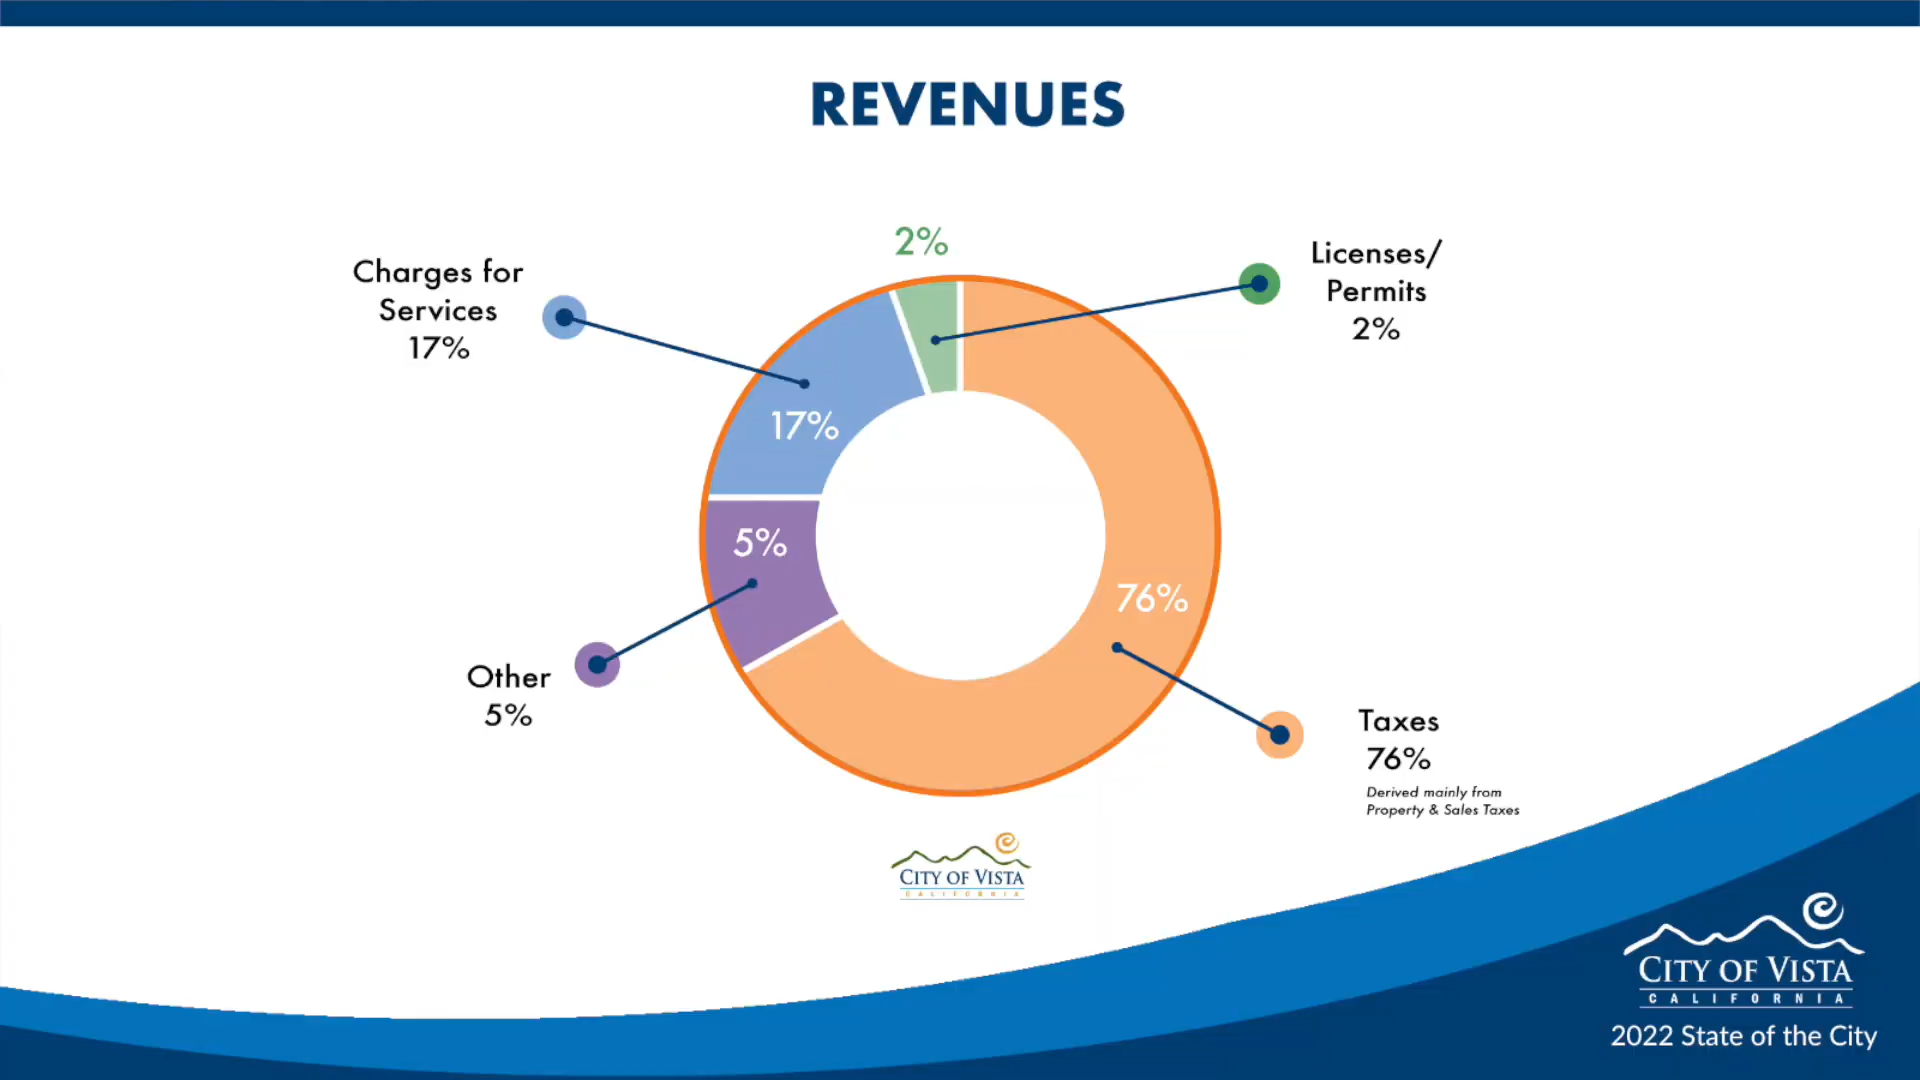 REVENUES
2%
Charges for
Services
17%
Licenses/
Permits
2%
17%
5%
76%
Other
5%
Taxes
76%
Derived mainly from
Property & Sales Taxes
CITY OF VISTA
CALIFORNIA
CITY OF VISTA
CALIFORNIA
2022 State of the City